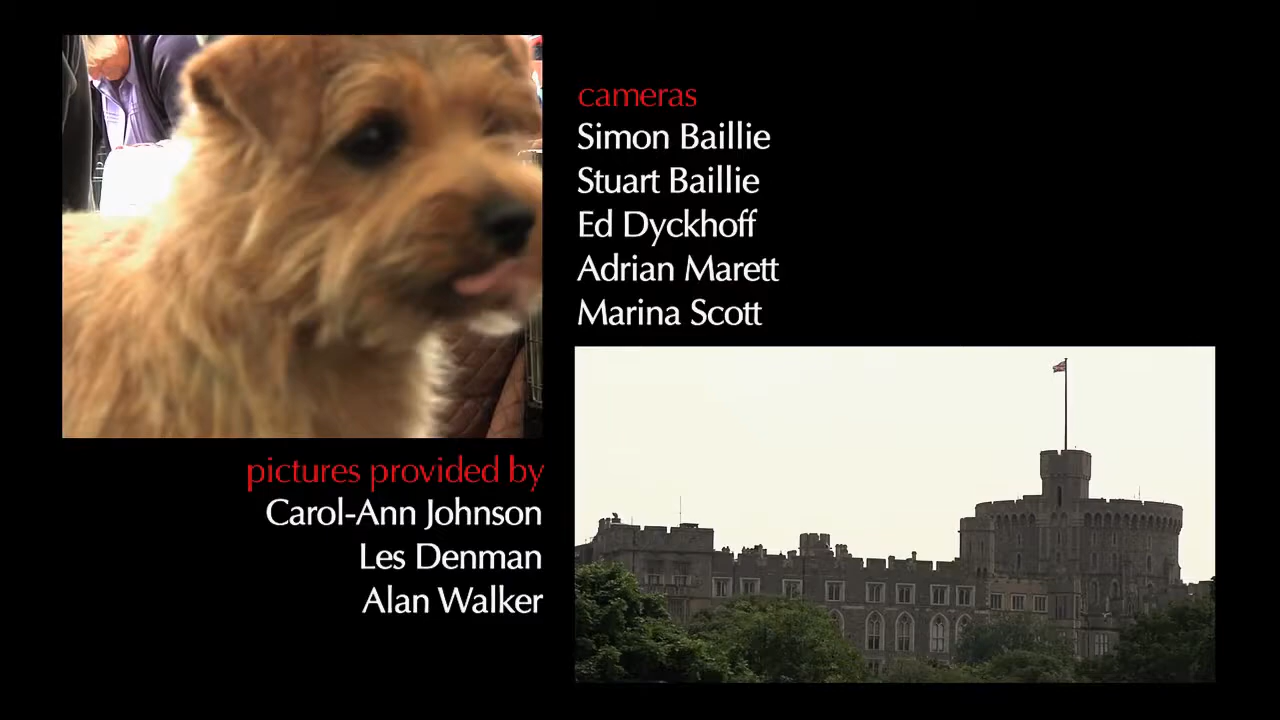 cameras
Simon Baillie
Stuart Baillie
Ed Dyckhoff
Adrian Marett
Marina Scott
pictures provided by
Carol-Ann Johnson
Les Denman
Alan Walker